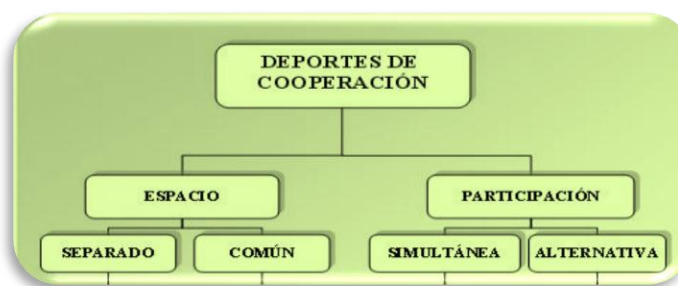 DEPORTES DE
COOPERACIÓN
ESPACIO
PARTICIPACIÓN
SEPARADO
COMÚN
SIMULTÁNEA
ALTERNATIVA